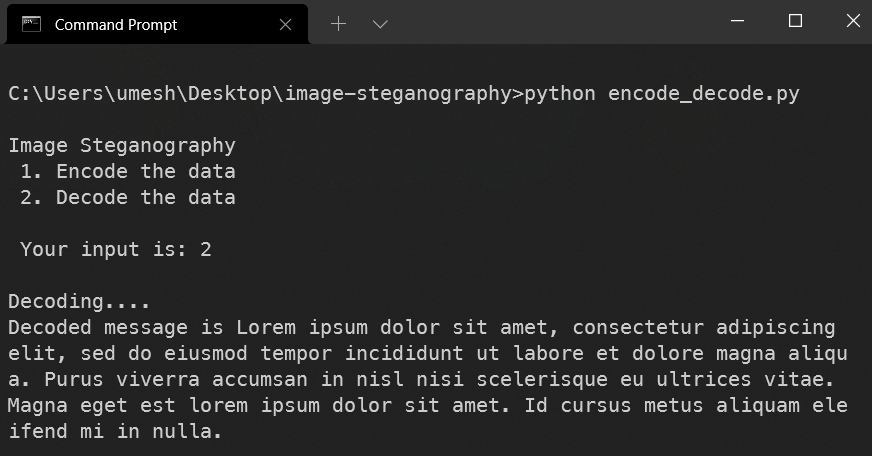 Command Prompt
C:\Users\umesh\Desktop\image-steganography>python encode_decode.py
Image Steganography
1. Encode the data
2. Decode the data
Your input is: 2
Decoding....
Decoded message is Lorem ipsum dolor sit amet, consectetur adipiscing
elit, sed do eiusmod tempor incididunt ut labore et dolore magna aliqu
a. Purus viverra accumsan in nisl nisi scelerisque eu ultrices vitae.
Magna eget est lorem ipsum dolor sit amet. Id cursus metus aliquam ele
ifend mi in nulla.